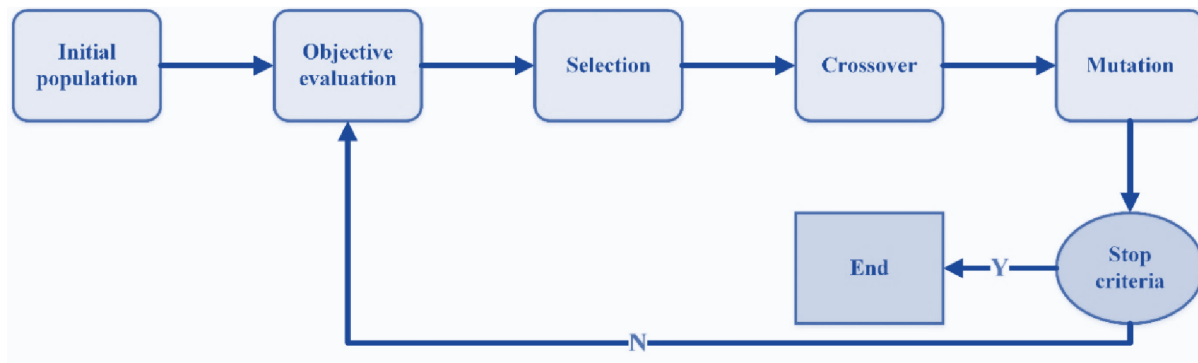 Initial
population
Objective
evaluation
Selection
Crossover
Mutation
Stop
criteria
Y
End
N